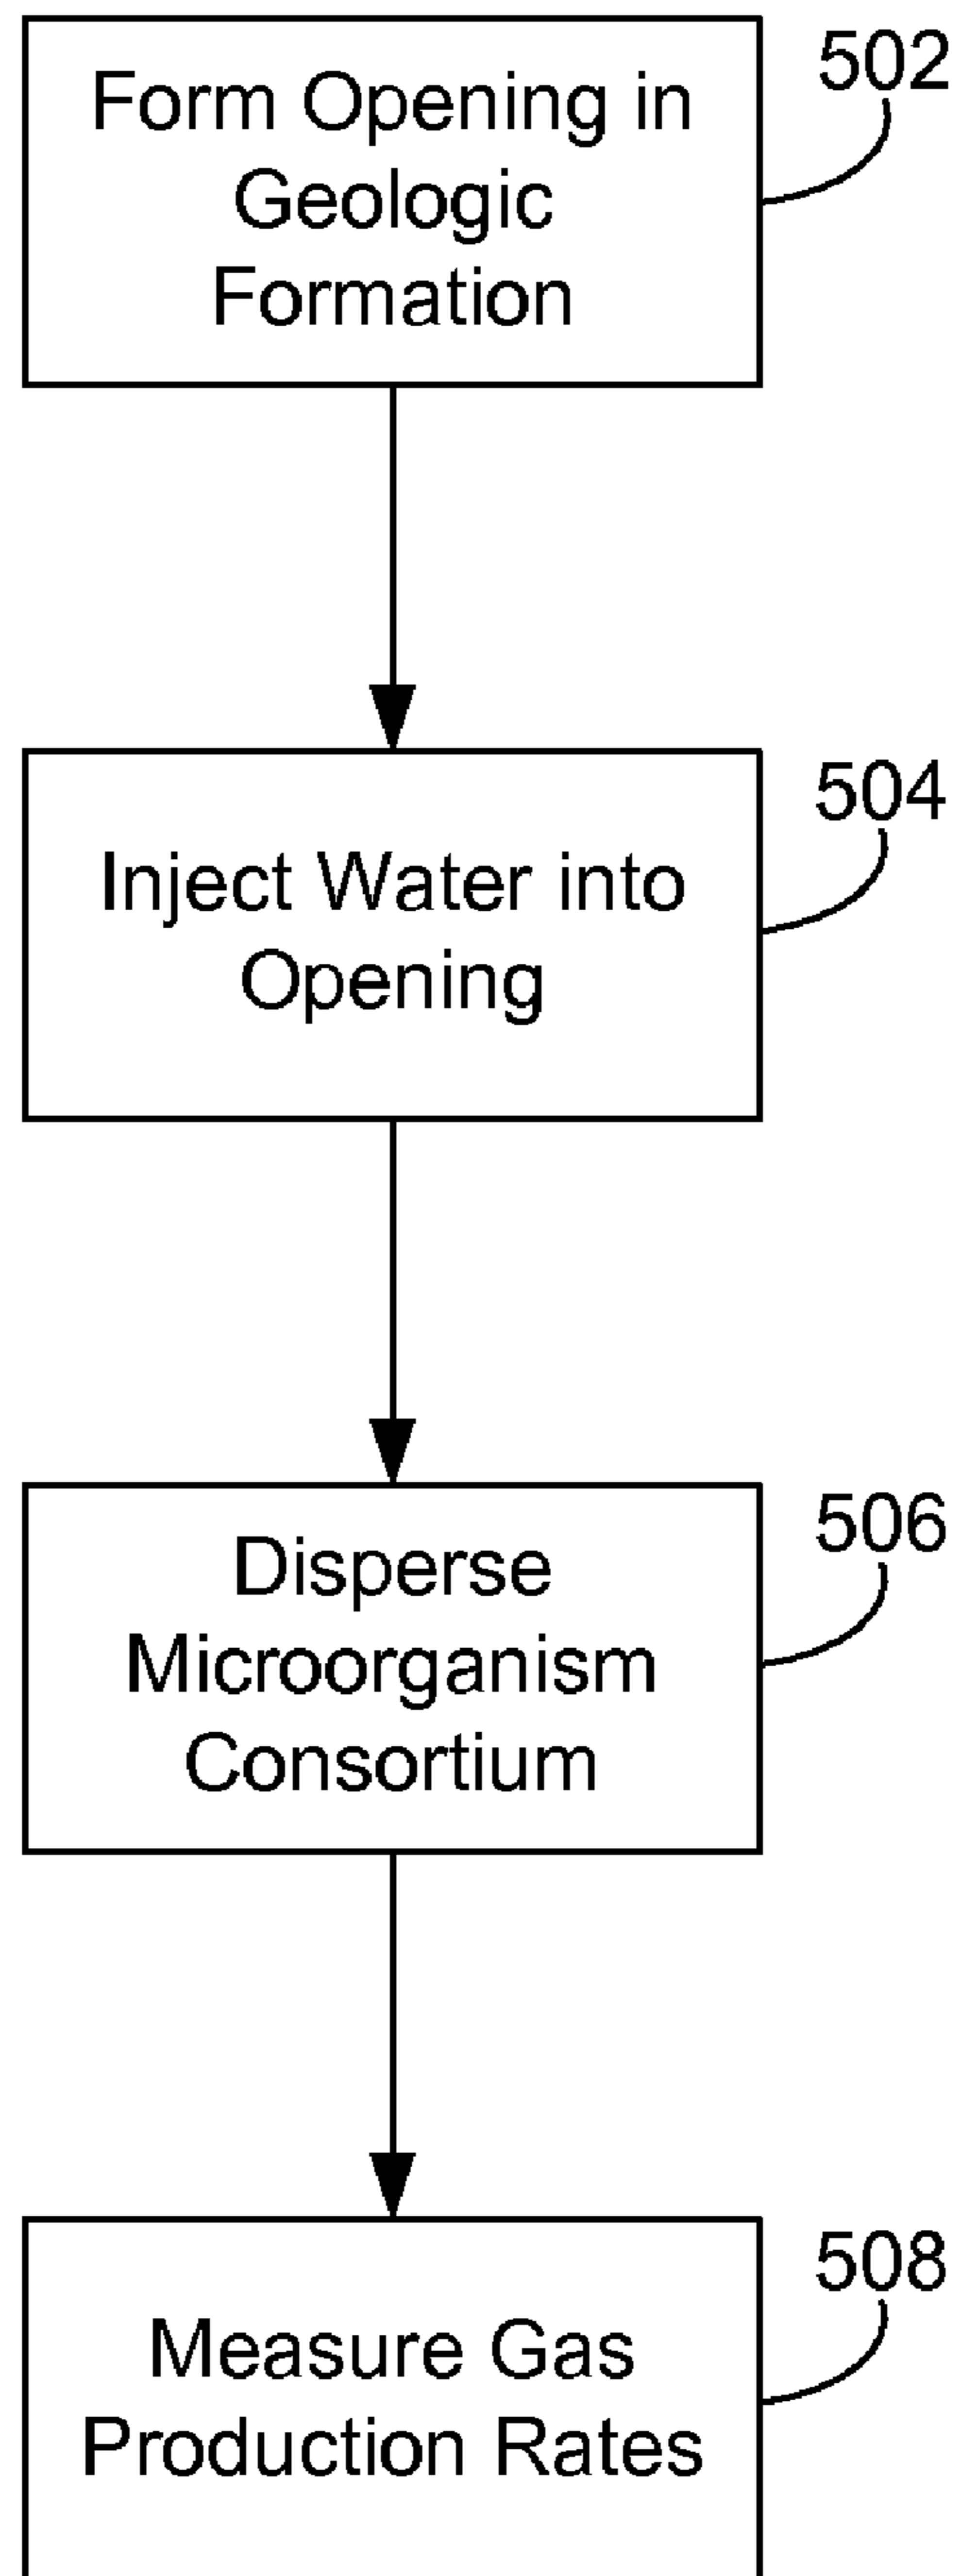 Form Opening in
Geologic
Formation
502
Inject Water into
Opening
504
Disperse
Microorganism
Consortium
506
Measure Gas
Production Rates
508